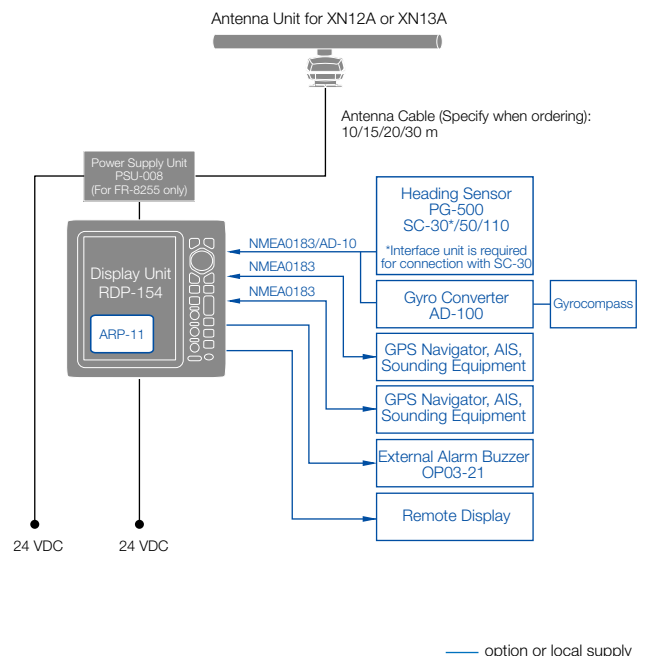 Antenna Unit for XN12A or XN13A
Antenna Cable (Specify when ordering):
10/15/20/30 m
Power Supply Unit
PSU-008
(For FR-8255 only)
Heading Sensor
PG-500
SC-30*/50/110
*Interface unit is required
for connection with SC-30
NMEA0183/AD-10
NMEA0183
NMEA0183
Display Unit
RDP-154
ARP-11
Gyro Converter
AD-100
Gyrocompass
GPS Navigator, AIS,
Sounding Equipment
GPS Navigator, AIS,
Sounding Equipment
External Alarm Buzzer
OP03-21
Remote Display
24 VDC
24 VDC
option or local supply